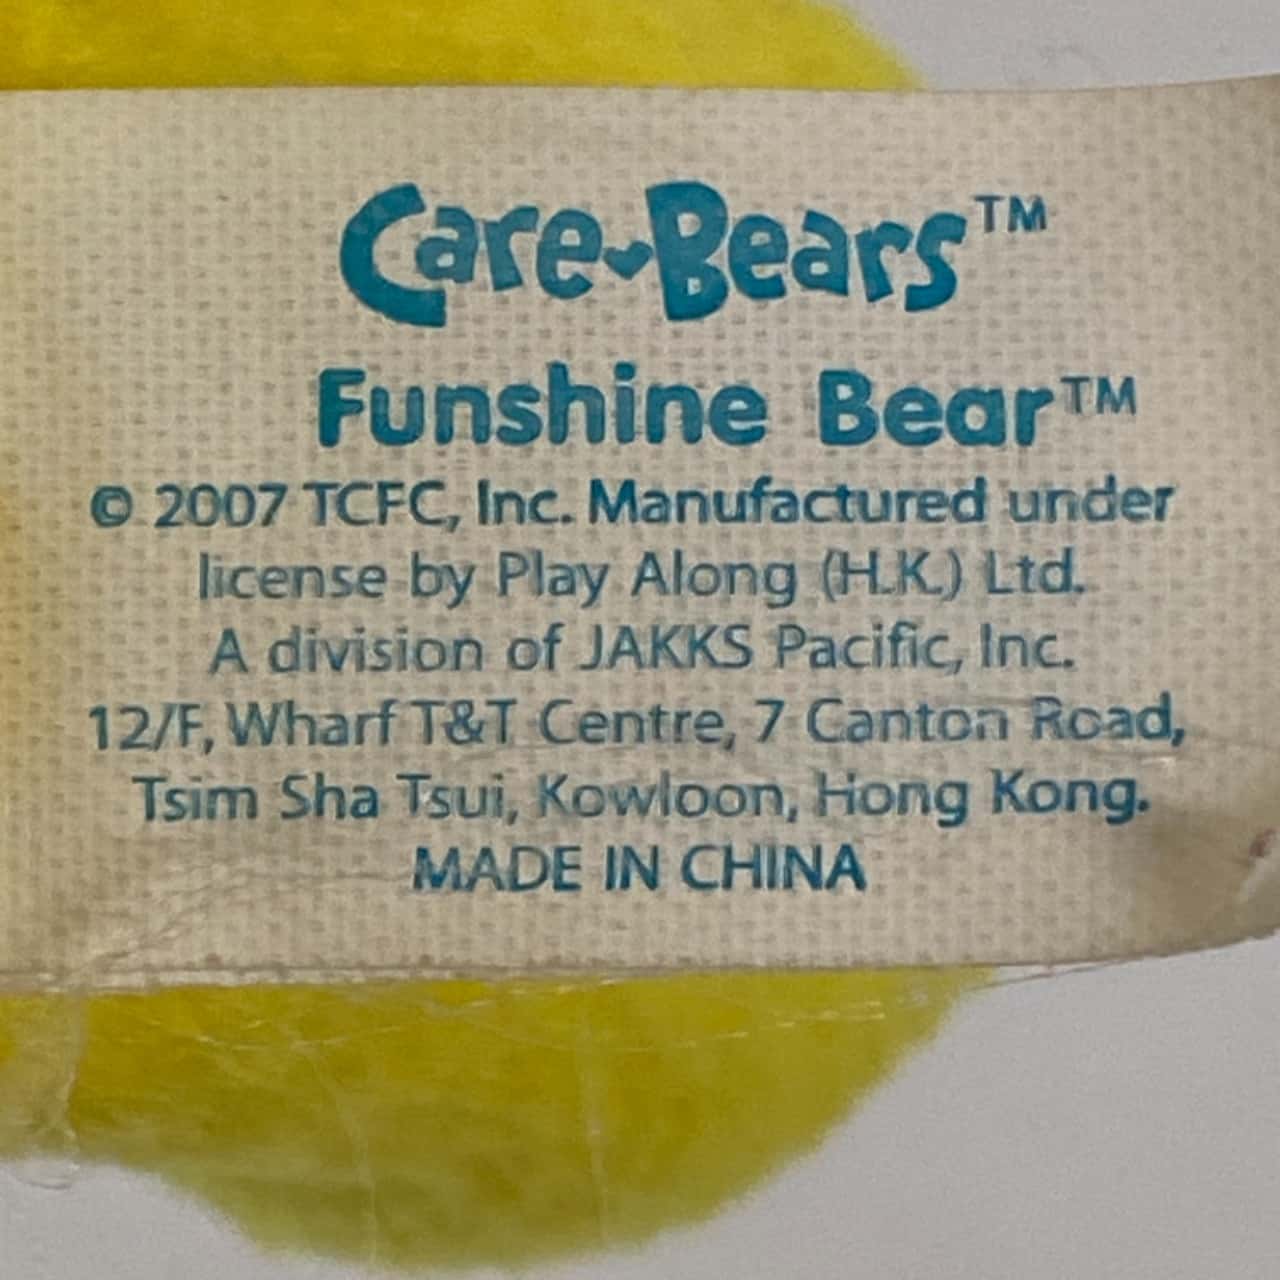 Care Bears™
Funshine Bear™
© 2007 TCFC, Inc. Manufactured under
license by Play Along (H.K.) Ltd.
A division of JAKKS Pacific, Inc.
12/F, Wharf T&T Centre, 7 Canton Road,
Tsim Sha Tsui, Kowloon, Hong Kong.
MADE IN CHINA